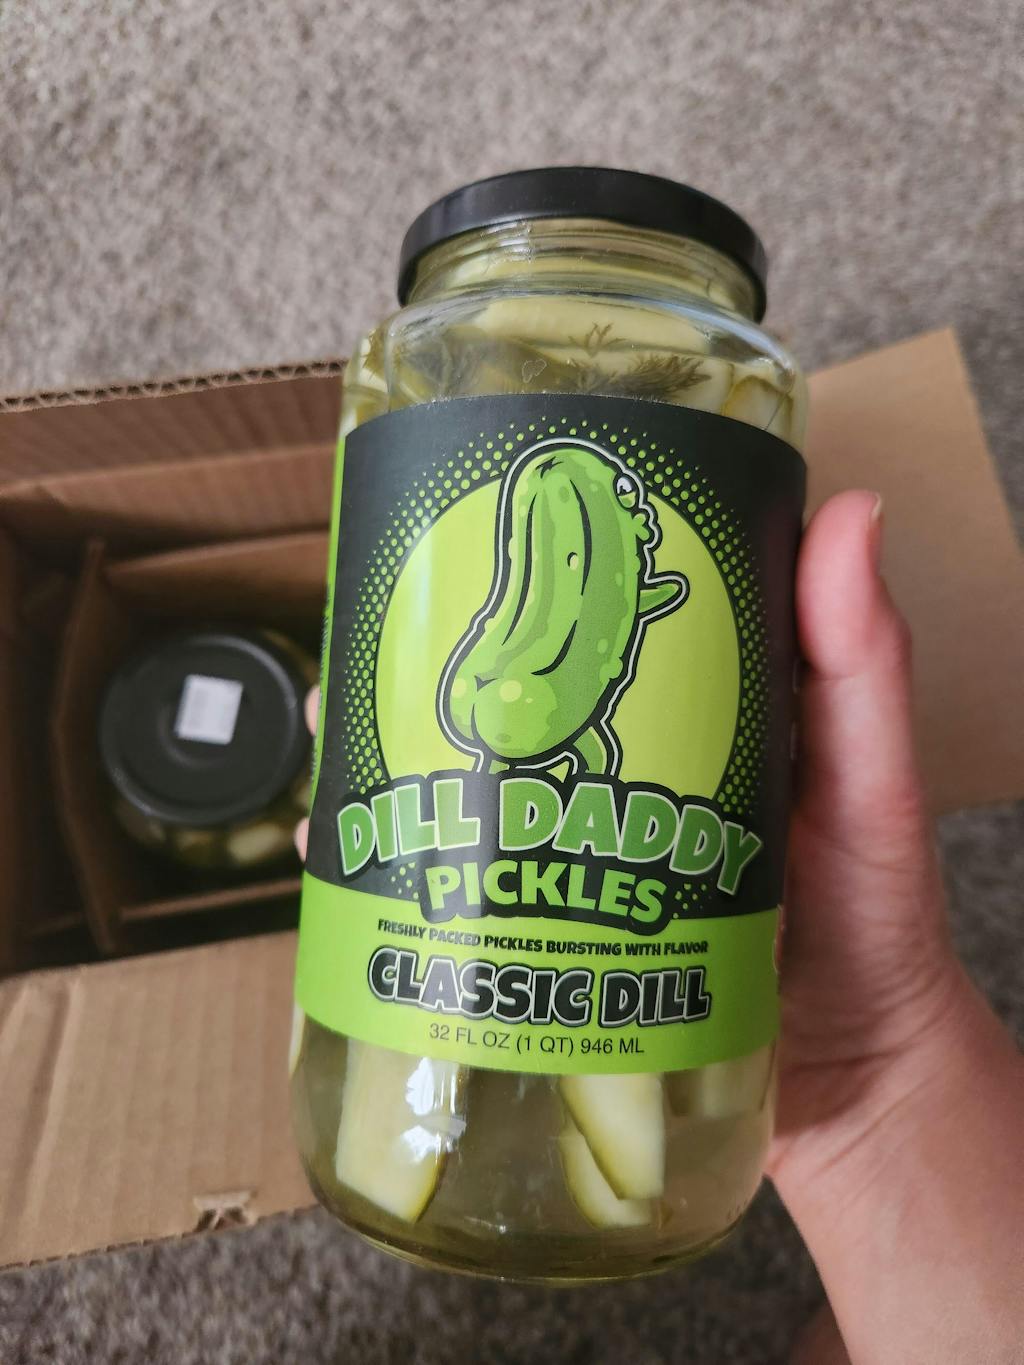 DILL DADDY
PICKLES
FRESHLY PACKED PICKLES BURSTING WITH FLAVOR
CLASSIC DILL
32 FL OZ (1 QT) 946 ML